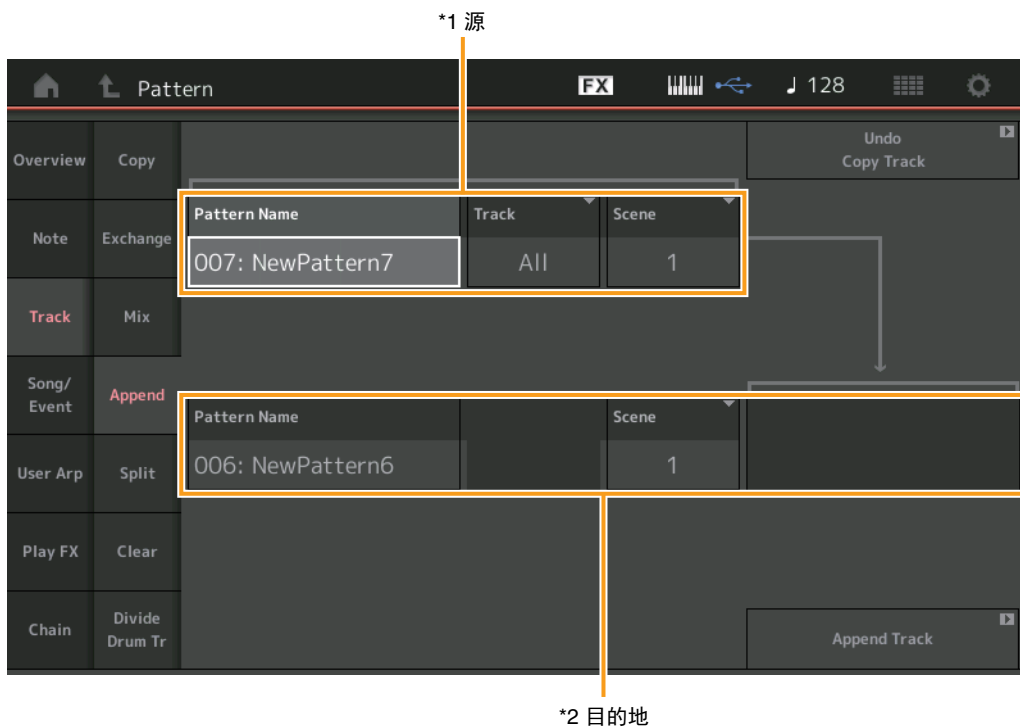 *1 源
Pattern
FX
128
Overview
Note
Track
Song/
Event
User Arp
Play FX
Chain
Copy
Exchange
Mix
Append
Split
Clear
Divide
Drum Tr
Undo
Copy Track
Pattern Name
Track
Scene
007: NewPattern7
All
1
Pattern Name
Scene
006: NewPattern6
1
Append Track
*2 目的地